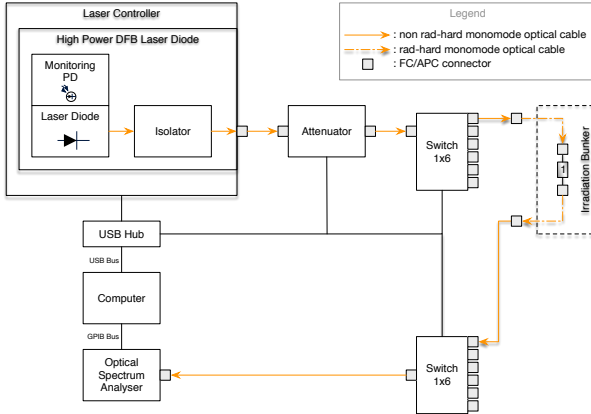 Laser Controller
High Power DFB Laser Diode
Monitoring
PD
Laser Diode
Isolator
Attenuator
Switch
1x6
Legend
: non rad-hard monomode optical cable
: rad-hard monomode optical cable
: FC/APC connector
1
Irradiation Bunker
USB Hub
USB Bus
Computer
GPIB Bus
Optical
Spectrum
Analyser
Switch
1x6